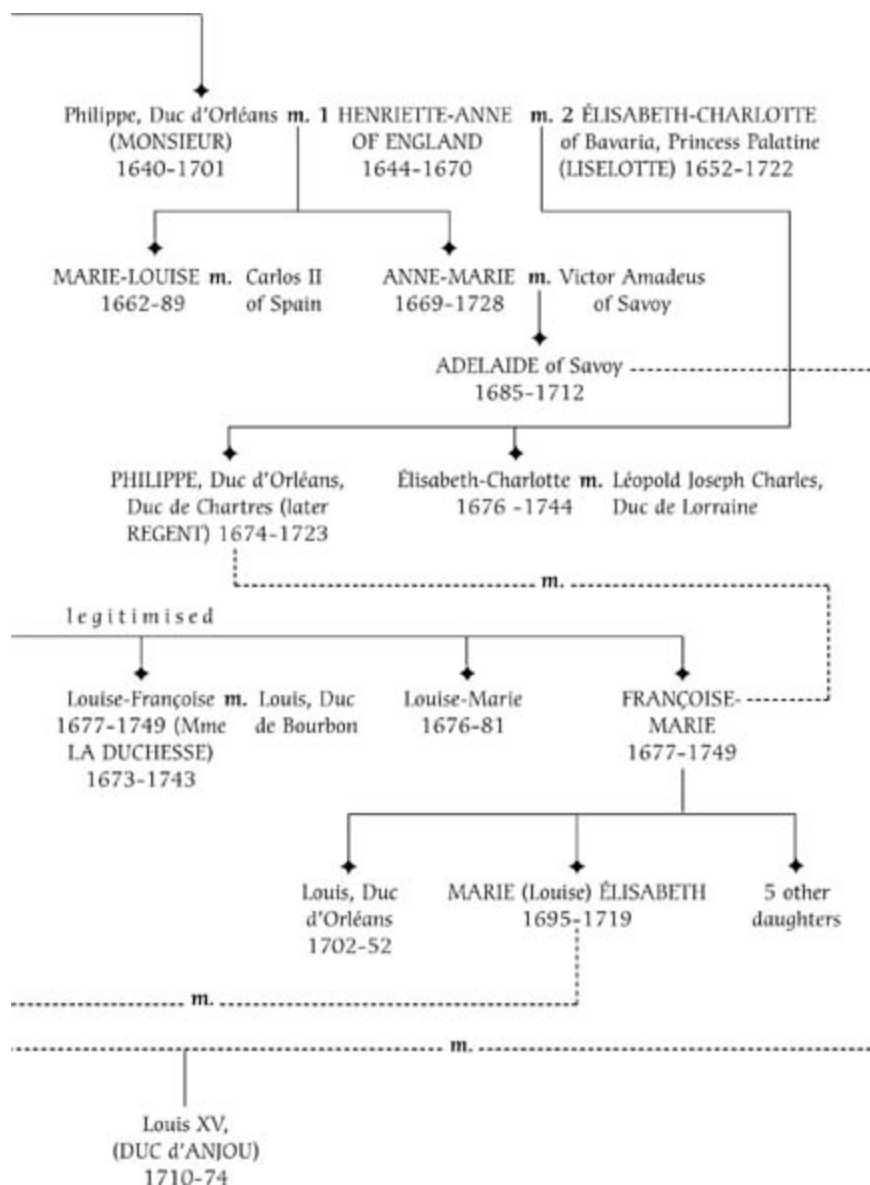 Philippe, Duc d'Orléans m. 1 HENRIETTE-ANNE m. 2 ÉLISABETH-CHARLOTTE
(MONSIEUR) OF ENGLAND of Bavaria, Princess Palatine
1640-1701 1644-1670 (LISELOTTE) 1652-1722
MARIE-LOUISE m. Carlos II ANNE-MARIE m. Victor Amadeus
1662-89 of Spain 1669-1728 of Savoy
ADELAIDE of Savoy
1685-1712
PHILIPPE, Duc d'Orléans, Élisabeth-Charlotte m. Léopold Joseph Charles,
Duc de Chartres (later 1676 -1744 Duc de Lorraine
REGENT) 1674-1723
m.
legitimised
Louise-Françoise m. Louis, Duc Louise-Marie FRANÇOISE-
1677-1749 (Mme de Bourbon 1676-81 MARIE
LA DUCHESSE) 1677-1749
1673-1743
Louis, Duc MARIE (Louise) ÉLISABETH 5 other
d'Orléans 1695-1719 daughters
1702-52
m.
m.
Louis XV,
(DUC d'ANJOU)
1710-74